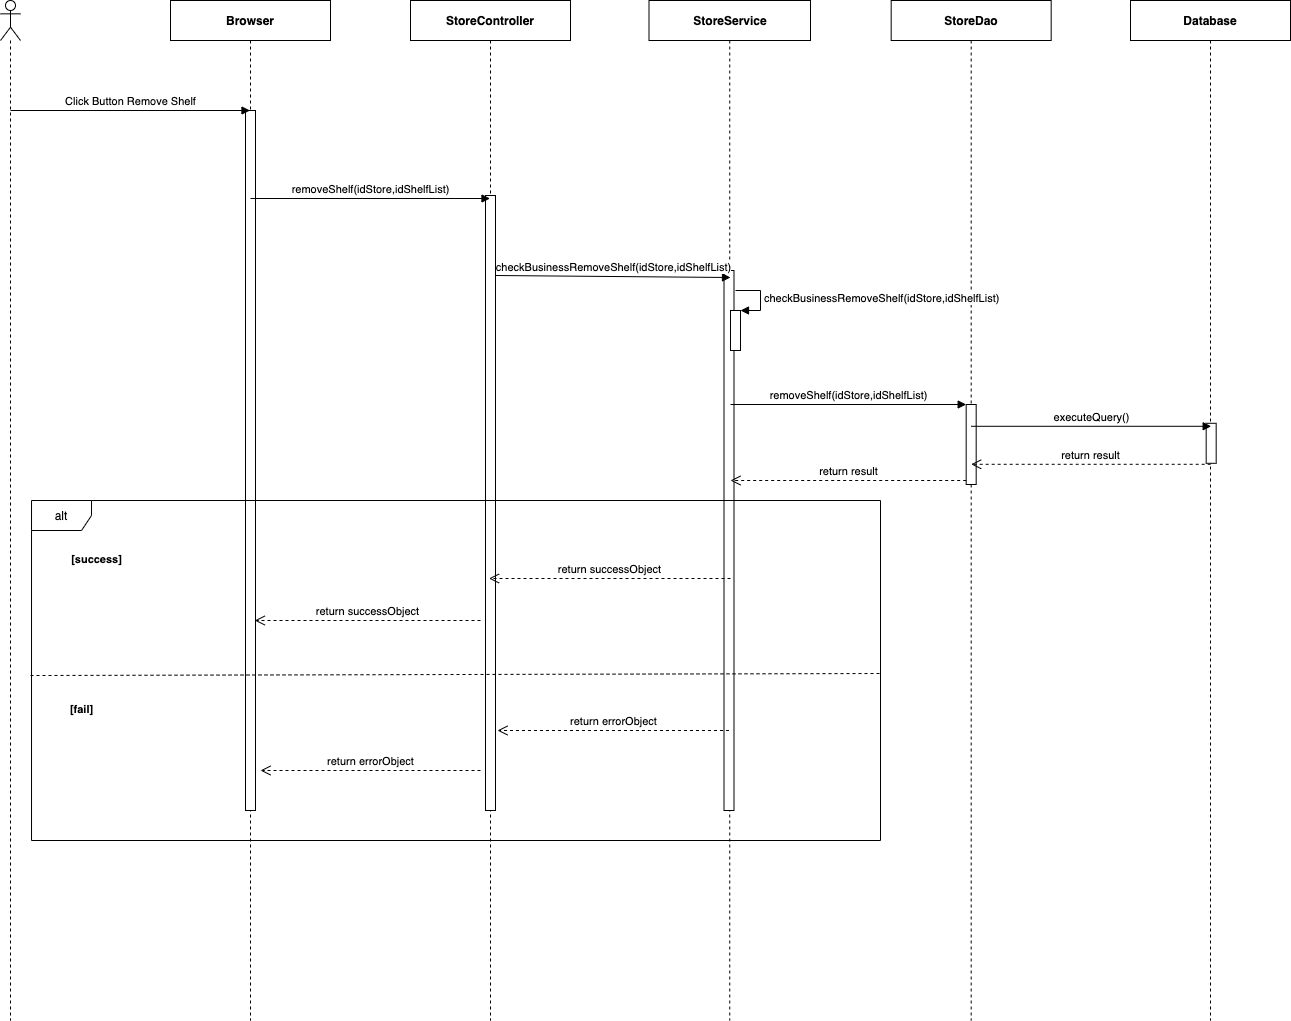 Browser
StoreController
StoreService
StoreDao
Database
Click Button Remove Shelf
removeShelf(idStore,idShelfList)
checkBusinessRemoveShelf(idStore,idShelfList)
checkBusinessRemoveShelf(idStore,idShelfList)
removeShelf(idStore,idShelfList)
executeQuery()
return result
return result
alt
[success]
return successObject
return successObject
[fail]
return errorObject
return errorObject